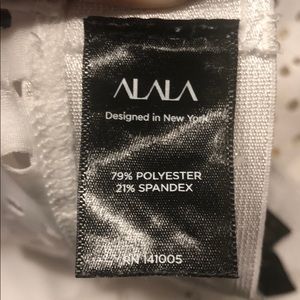 ALALA
Designed in New York
79% POLYESTER
21% SPANDEX
RN 141005